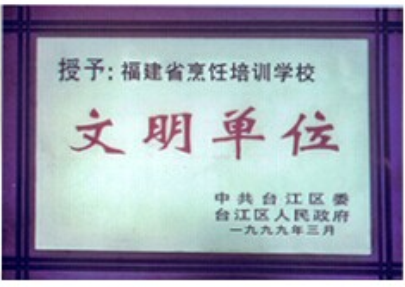 授予：福建省烹饪培训学校
文明单位
中共台江区委
台江区人民政府
一九九九年三月